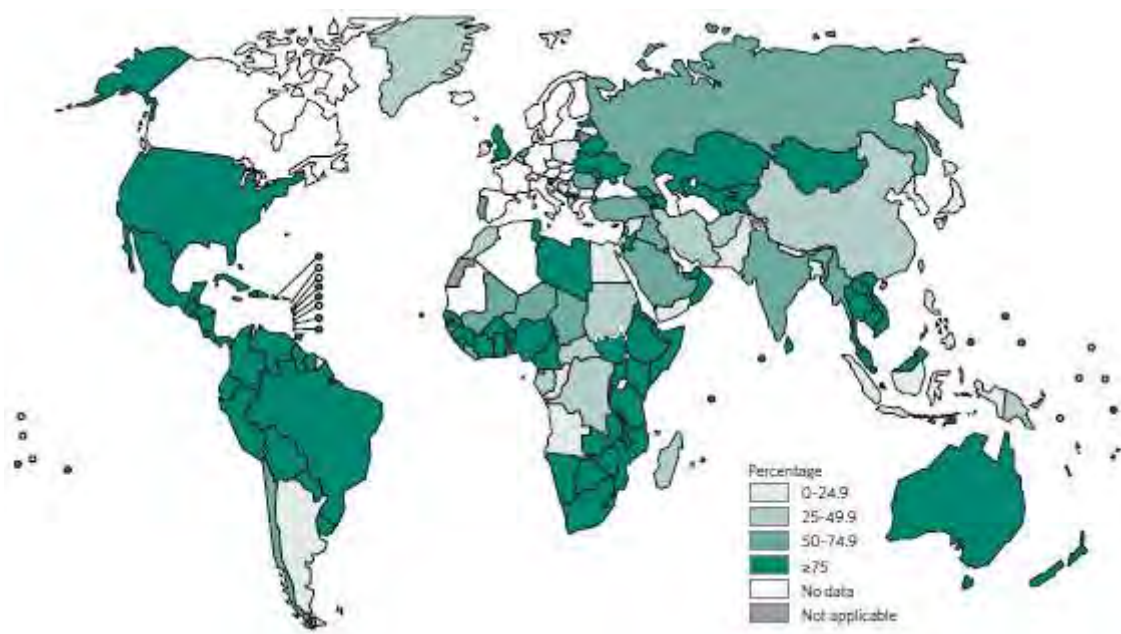 Percentage
0-24.9
25-49.9
50-74.9
≥75
No data
Not applicable